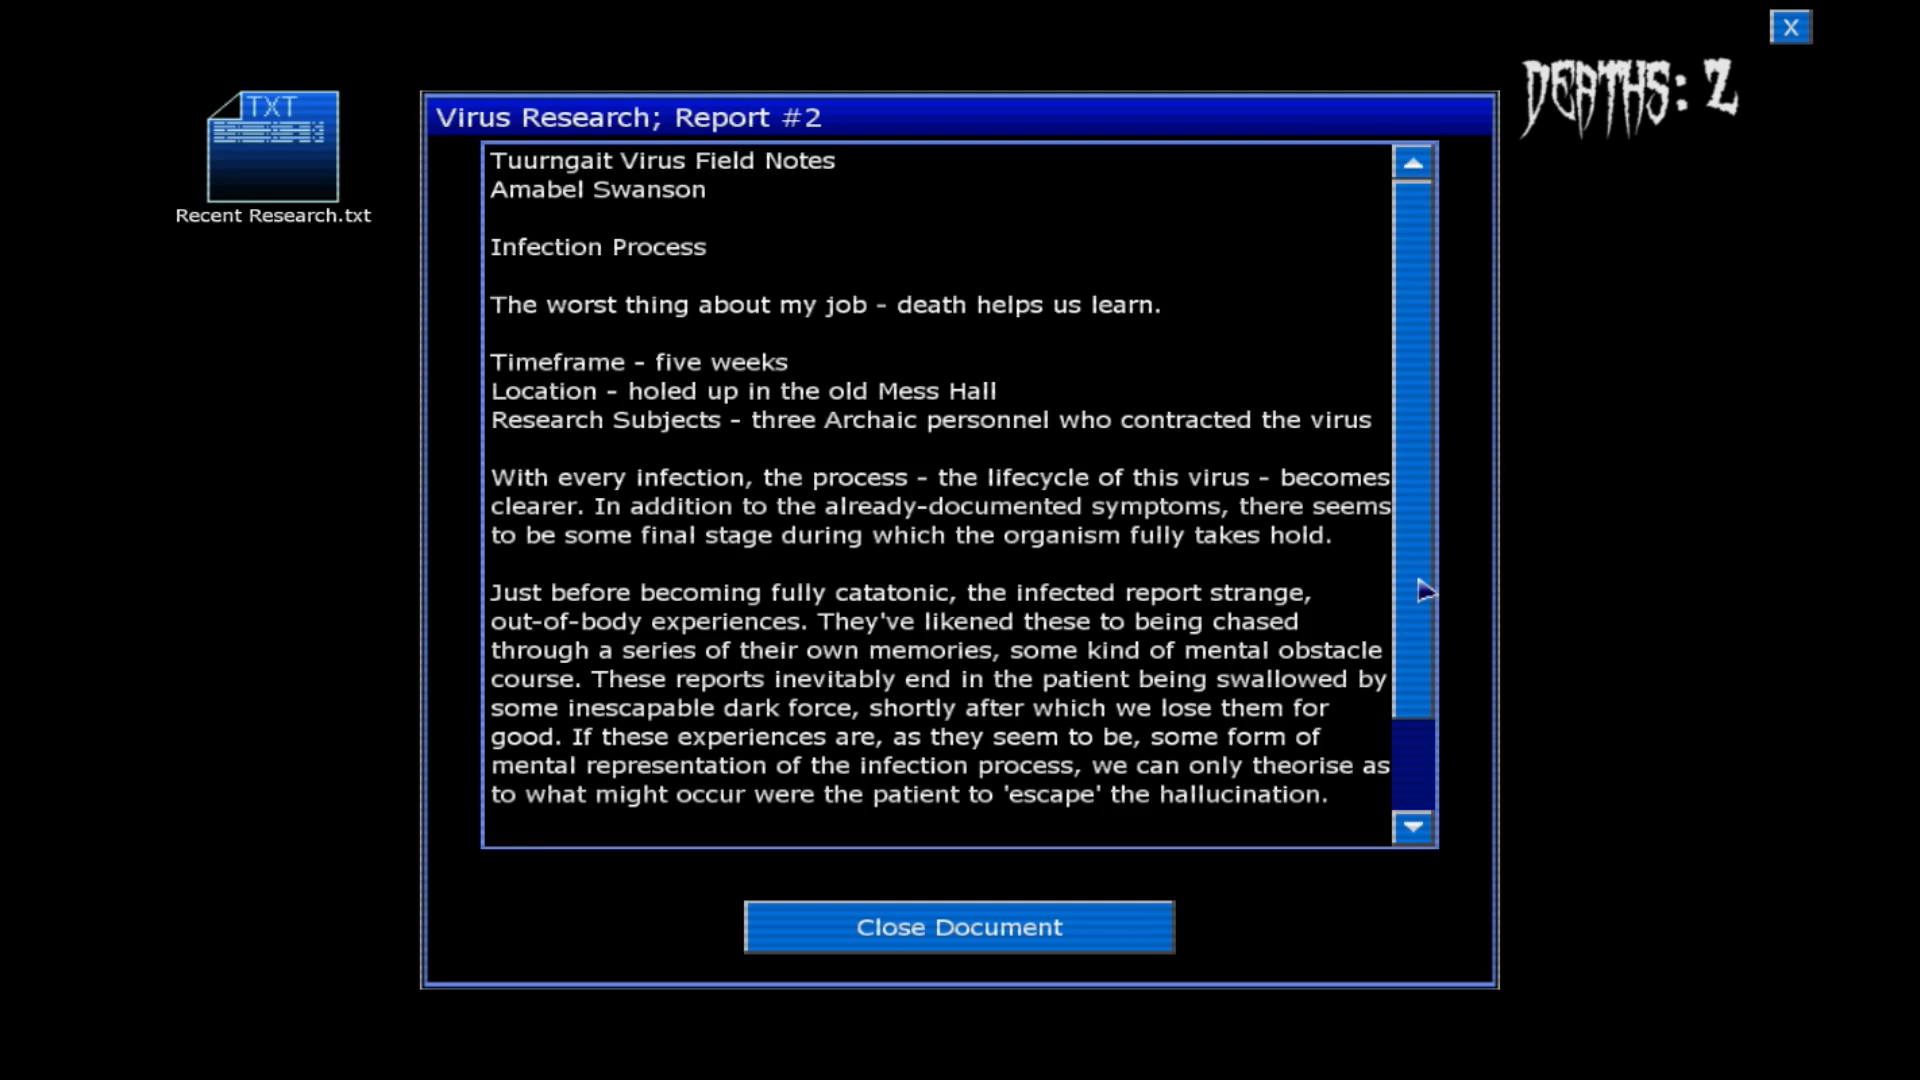 X
DEATHS: 2
TXT
Recent Research.txt
Virus Research; Report #2
Tuurngait Virus Field Notes
Amabel Swanson
Infection Process
The worst thing about my job - death helps us learn.
Timeframe - five weeks
Location - holed up in the old Mess Hall
Research Subjects - three Archaic personnel who contracted the virus
With every infection, the process - the lifecycle of this virus - becomes
clearer. In addition to the already-documented symptoms, there seems
to be some final stage during which the organism fully takes hold.
Just before becoming fully catatonic, the infected report strange,
out-of-body experiences. They've likened these to being chased
through a series of their own memories, some kind of mental obstacle
course. These reports inevitably end in the patient being swallowed by
some inescapable dark force, shortly after which we lose them for
good. If these experiences are, as they seem to be, some form of
mental representation of the infection process, we can only theorise as
to what might occur were the patient to 'escape' the hallucination.
Close Document